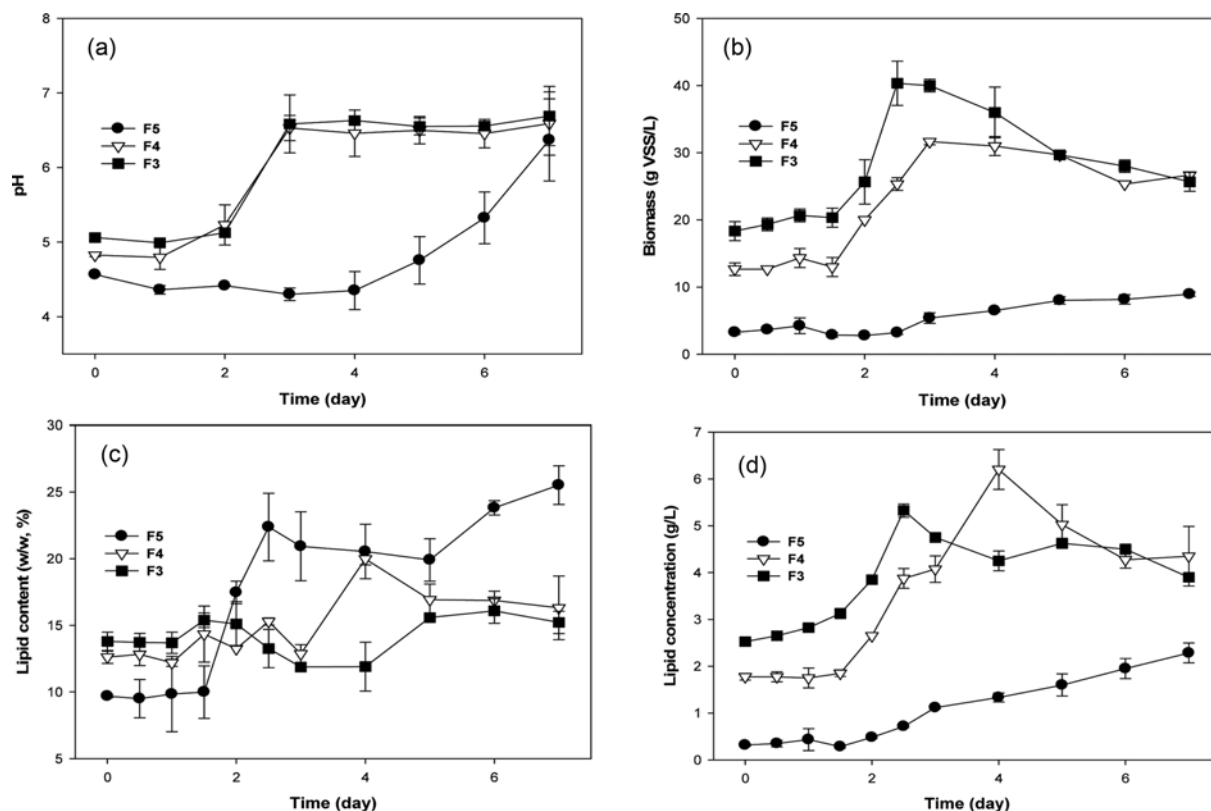 (a)
8
7
6
5
4
pH
F5
F4
F3
0 2 4 6
Time (day)
(b)
50
40
30
20
10
0
Biomass (g VSS/L)
F5
F4
F3
0 2 4 6
Time (day)
(c)
30
25
20
15
10
5
Lipid content (w/w, %)
F5
F4
F3
0 2 4 6
Time (day)
(d)
7
6
5
4
3
2
1
0
Lipid concentration (g/L)
F5
F4
F3
0 2 4 6
Time (day)